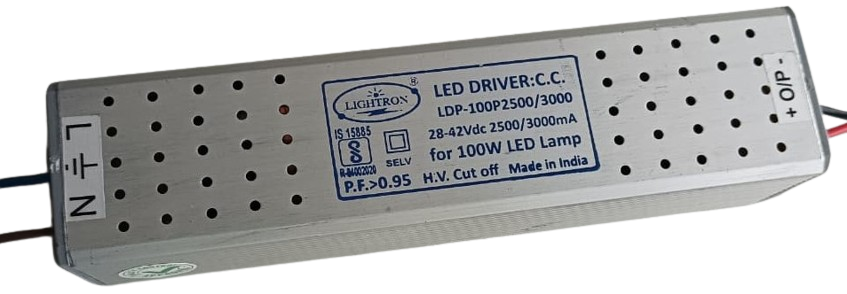 N ⏚ L
LIGHTRON ®
IS 15885
R-84002020
SELV
P.F.>0.95
LED DRIVER:C.C.
LDP-100P2500/3000
28-42Vdc 2500/3000mA
for 100W LED Lamp
H.V. Cut off Made in India
+ O/P -